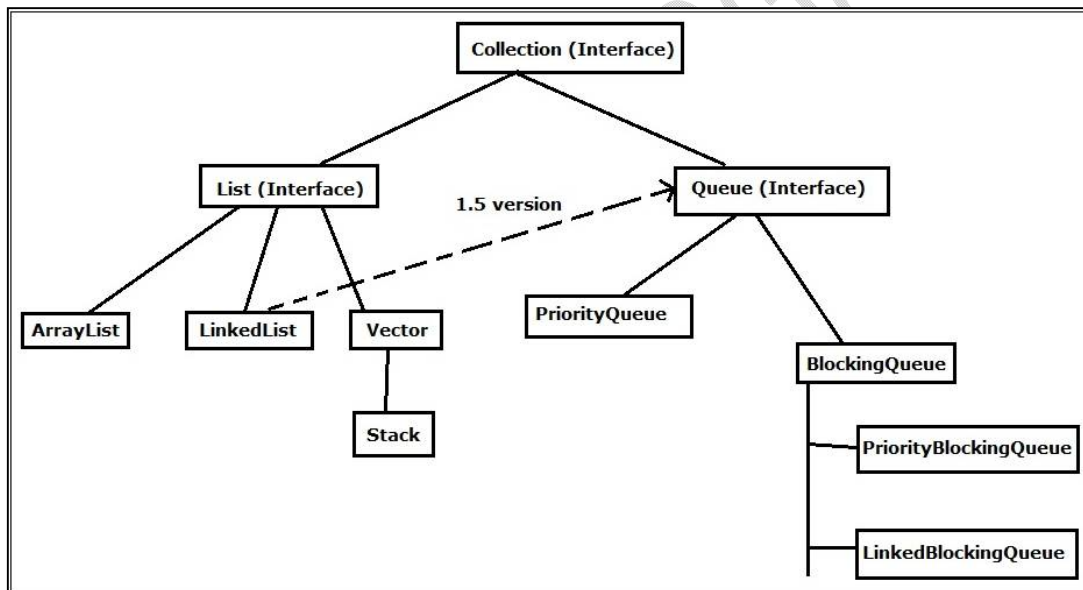 Collection (Interface)
List (Interface)
Queue (Interface)
1.5 version
ArrayList
LinkedList
Vector
PriorityQueue
BlockingQueue
Stack
PriorityBlockingQueue
LinkedBlockingQueue